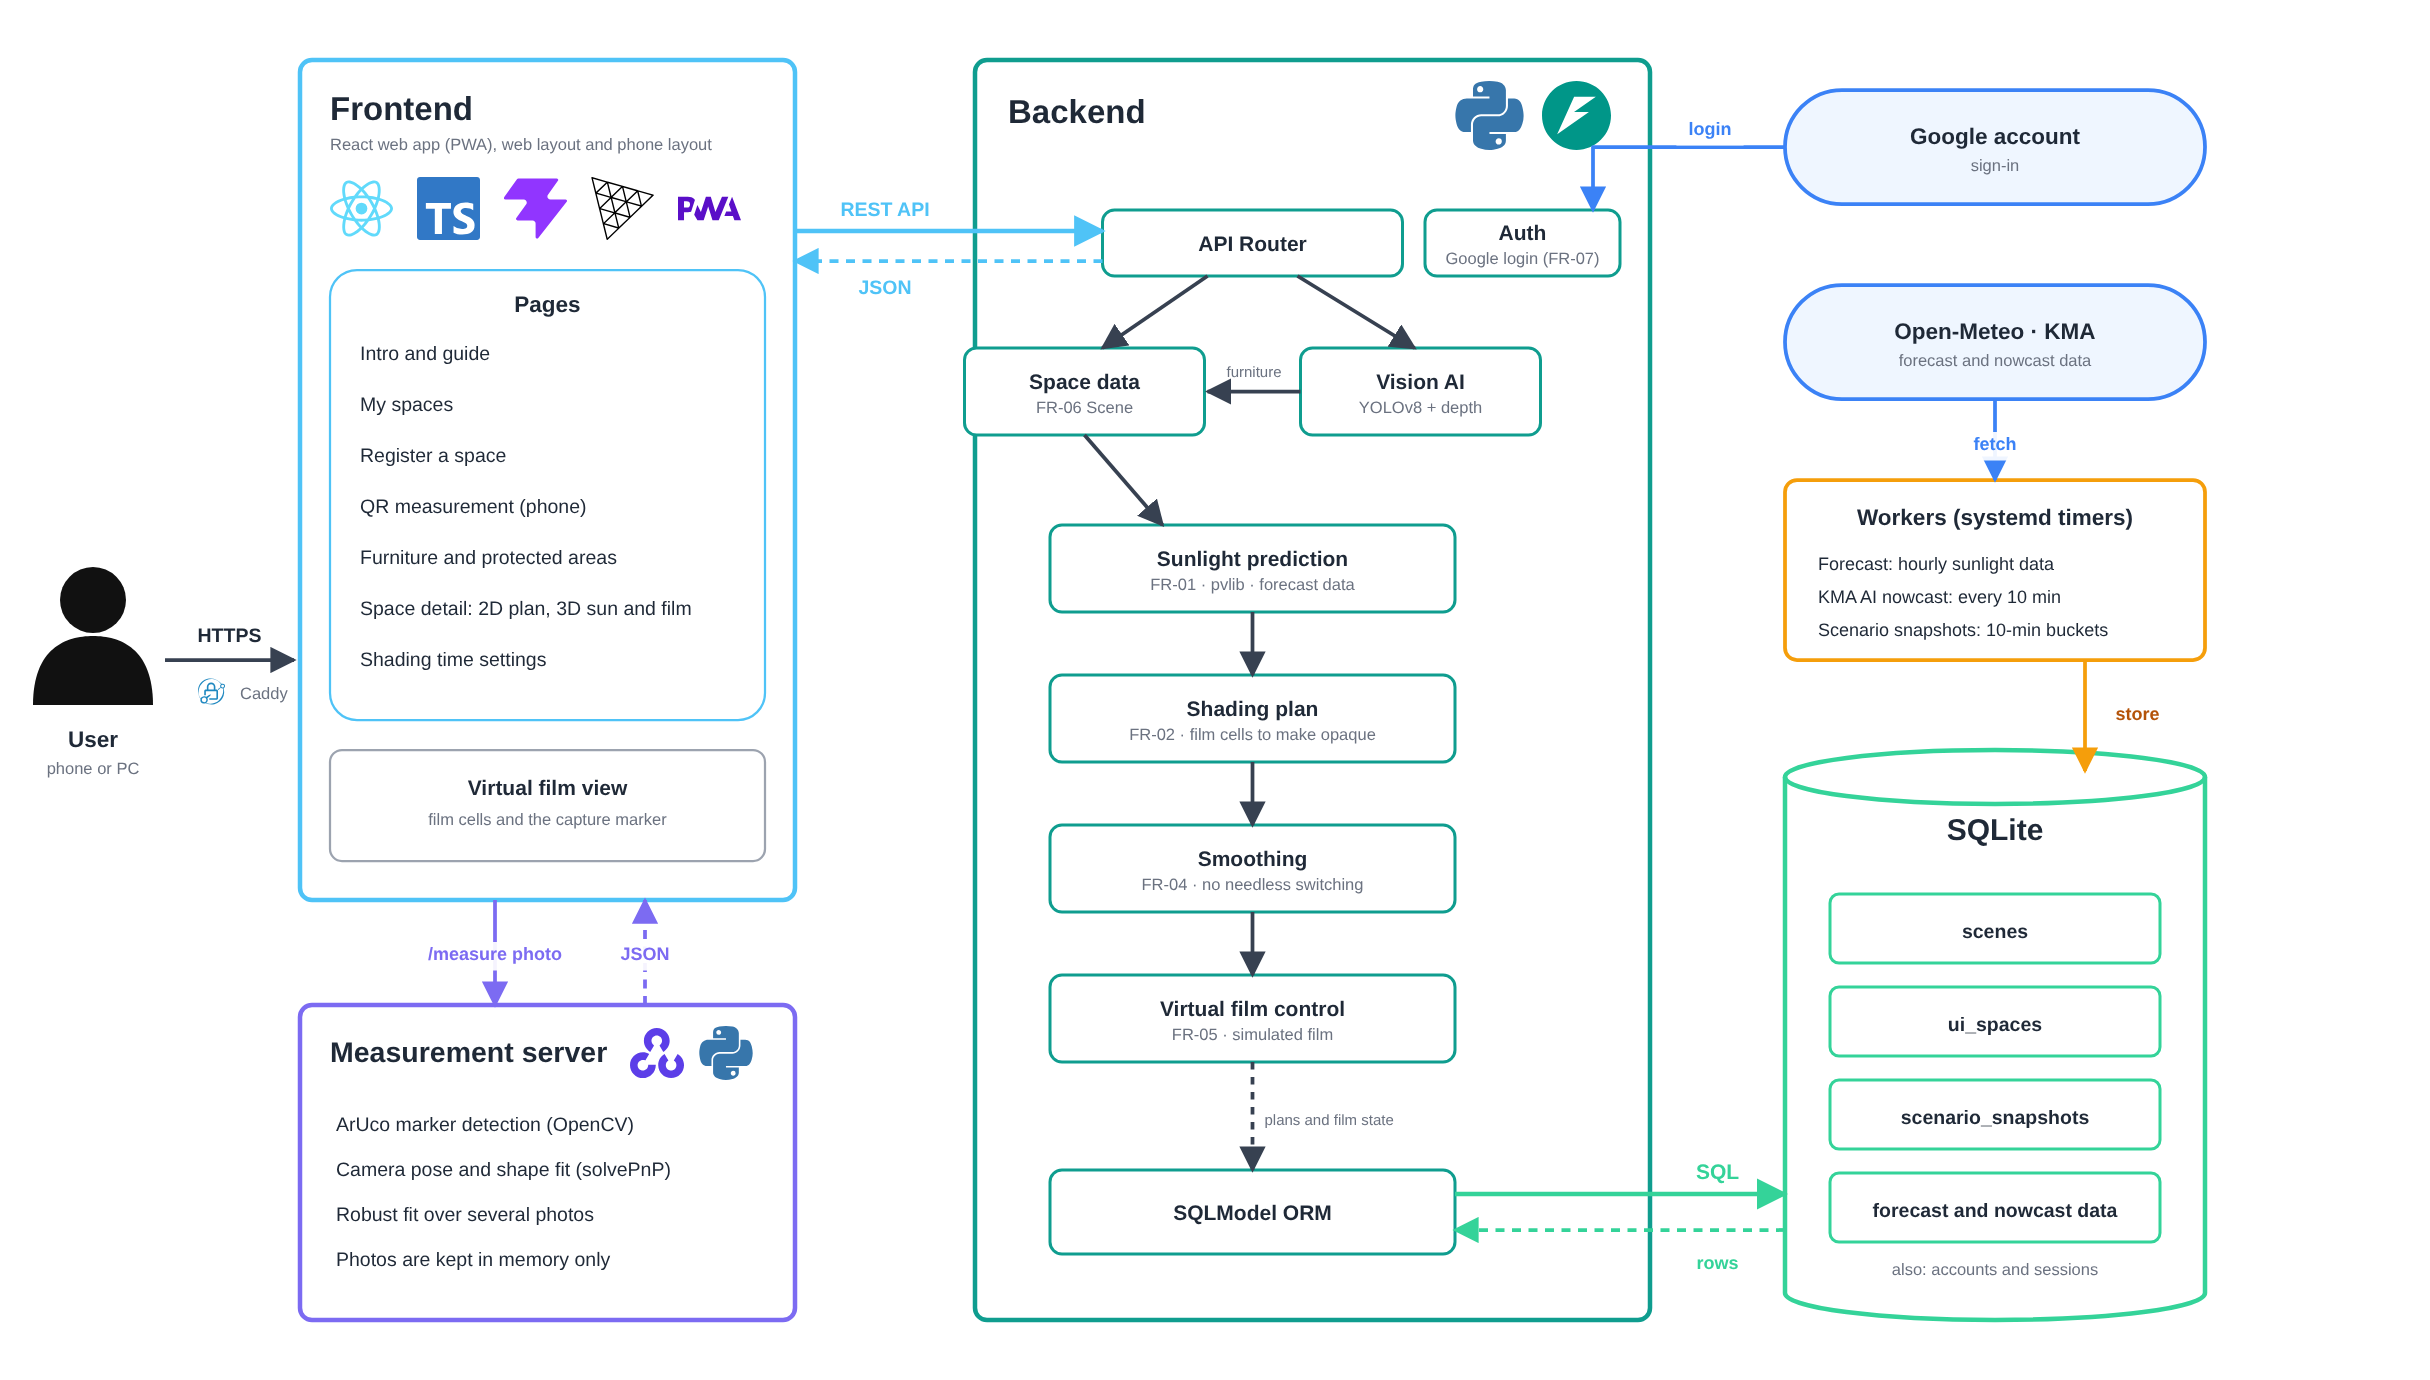 Frontend
React web app (PWA), web layout and phone layout
TS
PWA
Pages
Intro and guide
My spaces
Register a space
QR measurement (phone)
Furniture and protected areas
Space detail: 2D plan, 3D sun and film
Shading time settings
Virtual film view
film cells and the capture marker
HTTPS
Caddy
User
phone or PC
/measure photo
JSON
Measurement server
ArUco marker detection (OpenCV)
Camera pose and shape fit (solvePnP)
Robust fit over several photos
Photos are kept in memory only
REST API
JSON
Backend
API Router
Auth
Google login (FR-07)
Space data
FR-06 Scene
furniture
Vision AI
YOLOv8 + depth
Sunlight prediction
FR-01 · pvlib · forecast data
Shading plan
FR-02 · film cells to make opaque
Smoothing
FR-04 · no needless switching
Virtual film control
FR-05 · simulated film
plans and film state
SQLModel ORM
login
Google account
sign-in
Open-Meteo · KMA
forecast and nowcast data
fetch
Workers (systemd timers)
Forecast: hourly sunlight data
KMA AI nowcast: every 10 min
Scenario snapshots: 10-min buckets
store
SQLite
scenes
ui_spaces
scenario_snapshots
forecast and nowcast data
also: accounts and sessions
SQL
rows